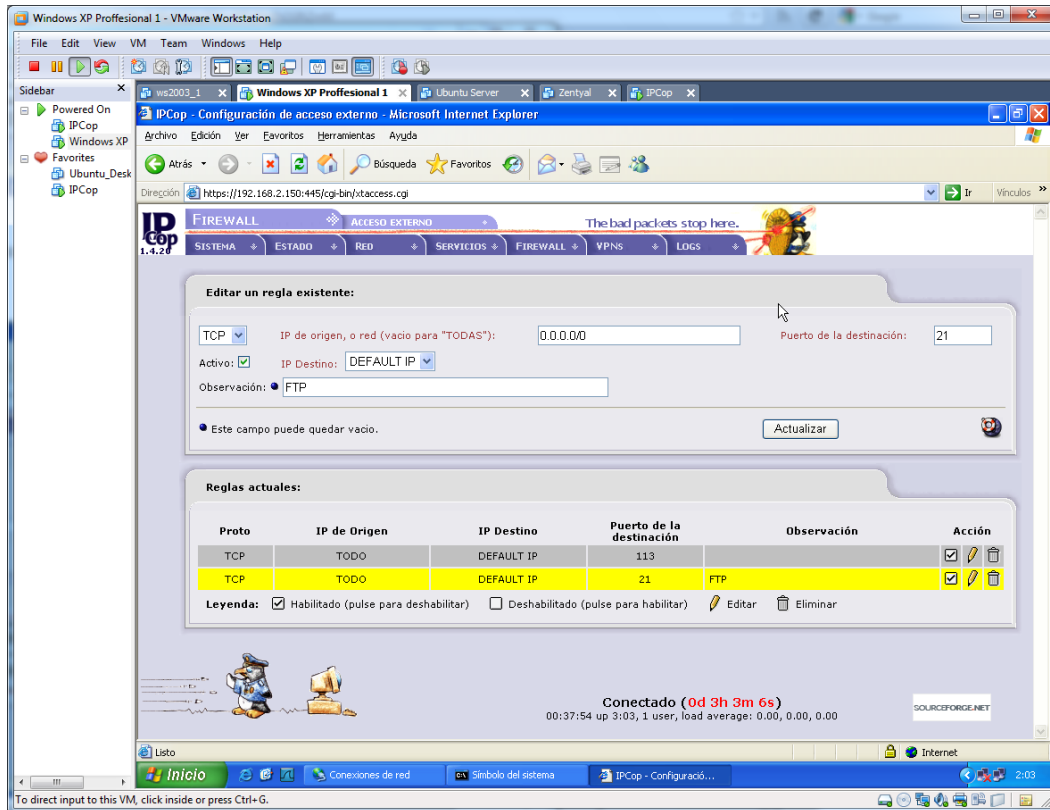 Windows XP Proffesional 1 - VMware Workstation
File Edit View VM Team Windows Help
Sidebar ×
Powered On
IPCop
Windows XP
Favorites
Ubuntu_Desk
IPCop
ws2003_1 × Windows XP Proffesional 1 × Ubuntu Server × Zentyal × IPCop ×
IPCop - Configuración de acceso externo - Microsoft Internet Explorer
Archivo Edición Ver Favoritos Herramientas Ayuda
Atrás Búsqueda Favoritos
Dirección https://192.168.2.150:445/cgi-bin/xtaccess.cgi Ir Vínculos »
IP Cop 1.4.20
FIREWALL ACCESO EXTERNO The bad packets stop here.
SISTEMA ESTADO RED SERVICIOS FIREWALL VPNS LOGS
Editar un regla existente:
TCP IP de origen, o red (vacio para "TODAS"): 0.0.0.0/0 Puerto de la destinación: 21
Activo: IP Destino: DEFAULT IP
Observación: FTP
Este campo puede quedar vacio. Actualizar
Reglas actuales:
Proto IP de Origen IP Destino Puerto de la destinación Observación Acción
TCP TODO DEFAULT IP 113
TCP TODO DEFAULT IP 21 FTP
Leyenda: Habilitado (pulse para deshabilitar) Deshabilitado (pulse para habilitar) Editar Eliminar
Conectado (0d 3h 3m 6s)
00:37:54 up 3:03, 1 user, load average: 0.00, 0.00, 0.00
SOURCEFORGE.NET
Listo Internet
Inicio Conexiones de red Símbolo del sistema IPCop - Configuració... 2:03
To direct input to this VM, click inside or press Ctrl+G.